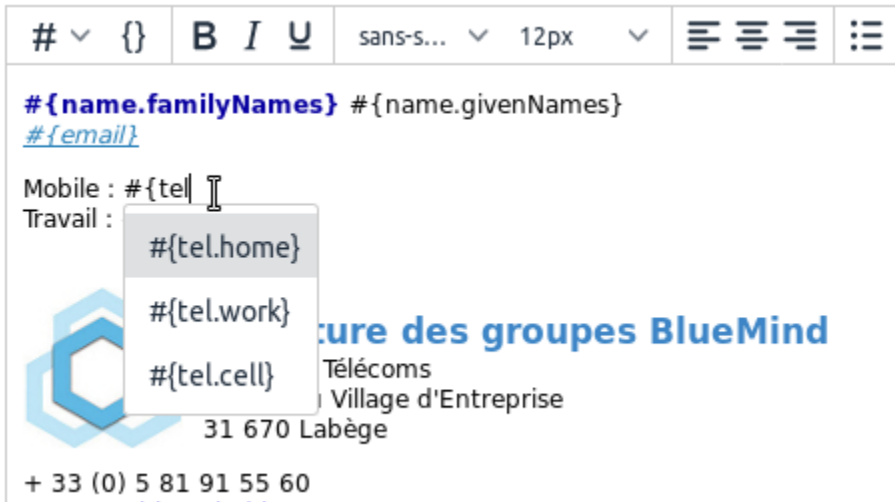 # {} B I U sans-s... 12px
#{name.familyNames} #{name.givenNames}
#{email}
Mobile : #{tel
Travail :
#{tel.home}
#{tel.work}
#{tel.cell}
ture des groupes BlueMind
Télécoms
Village d'Entreprise
31 670 Labège
+ 33 (0) 5 81 91 55 60